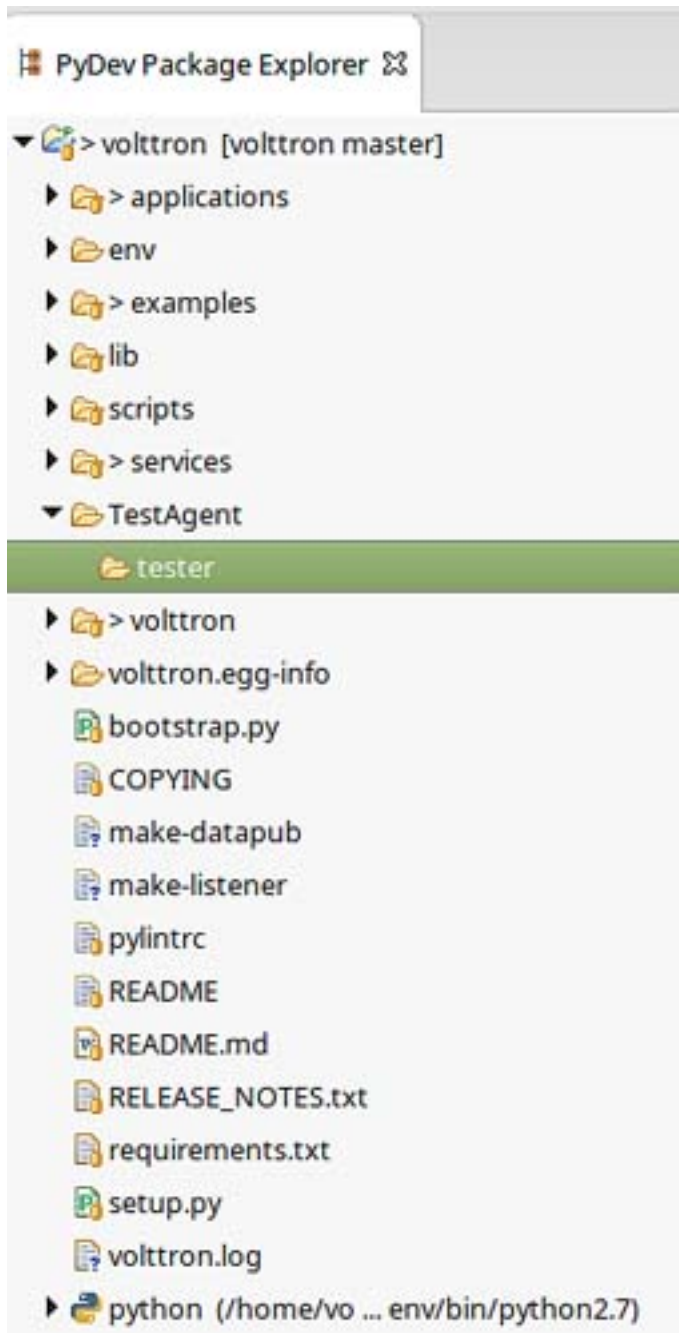 PyDev Package Explorer
> volttron [volttron master]
> applications
env
> examples
lib
scripts
> services
TestAgent
tester
> volttron
volttron.egg-info
bootstrap.py
COPYING
make-datapub
make-listener
pylintrc
README
README.md
RELEASE_NOTES.txt
requirements.txt
setup.py
volttron.log
python (/home/vo ... env/bin/python2.7)